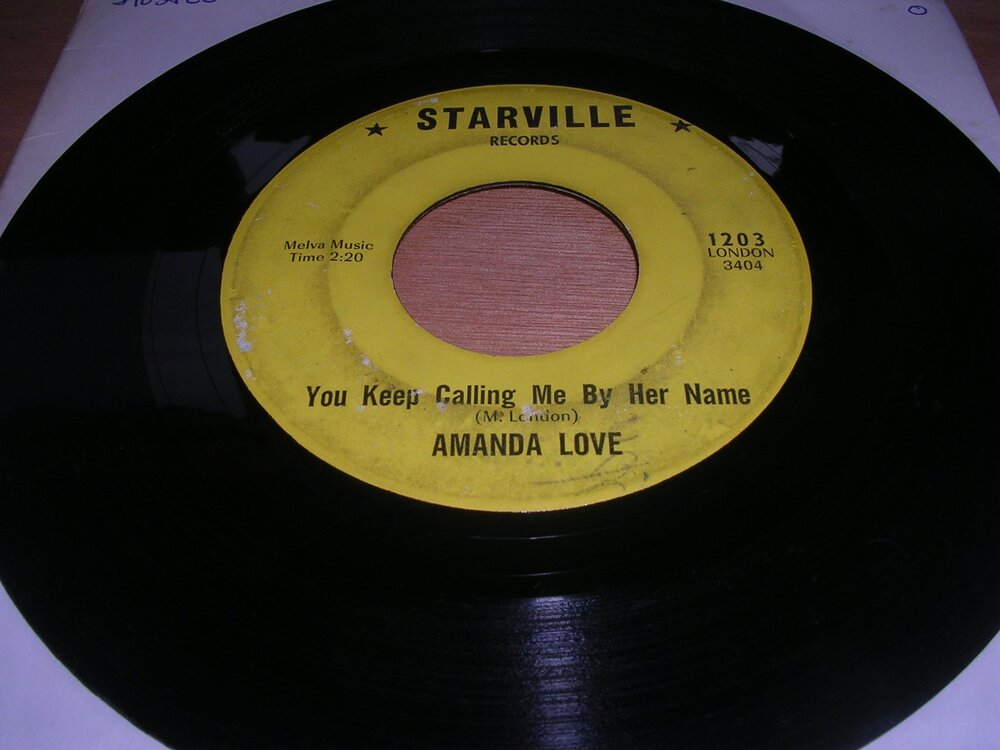 ★ STARVILLE ★
RECORDS
Melva Music
Time 2:20
1203
LONDON
3404
You Keep Calling Me By Her Name
(M. London)
AMANDA LOVE